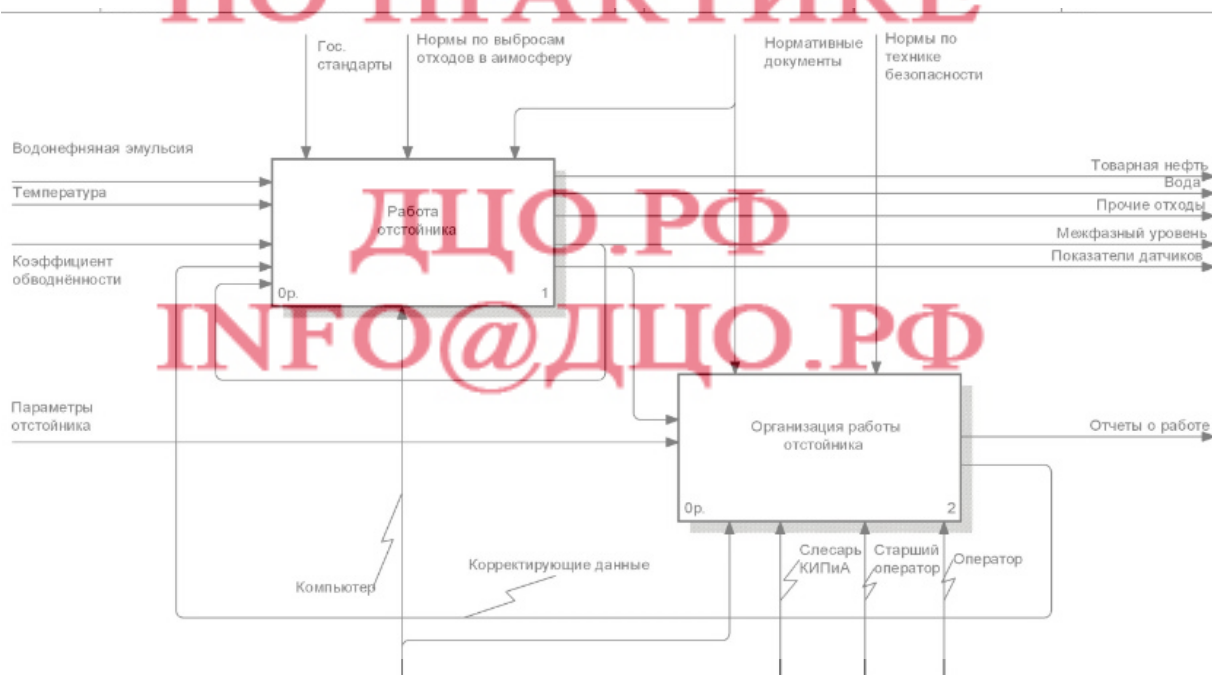 ПО ПРАКТИКЕ
Гос.
стандарты
Нормы по выбросам
отходов в аимосферу
Нормативные
документы
Нормы по
технике
безопасности
Водонефняная эмульсия
Температура
Коэффициент
обводнённости
Работа
отстойника
0р.
1
Товарная нефть
Вода
Прочие отходы
Межфазный уровень
Показатели датчиков
ДЦО.РФ
INFO@ДЦО.РФ
Параметры
отстойника
Организация работы
отстойника
0р.
2
Отчеты о работе
Компьютер
Корректирующие данные
Слесарь
КИПиА
Старший
оператор
Оператор